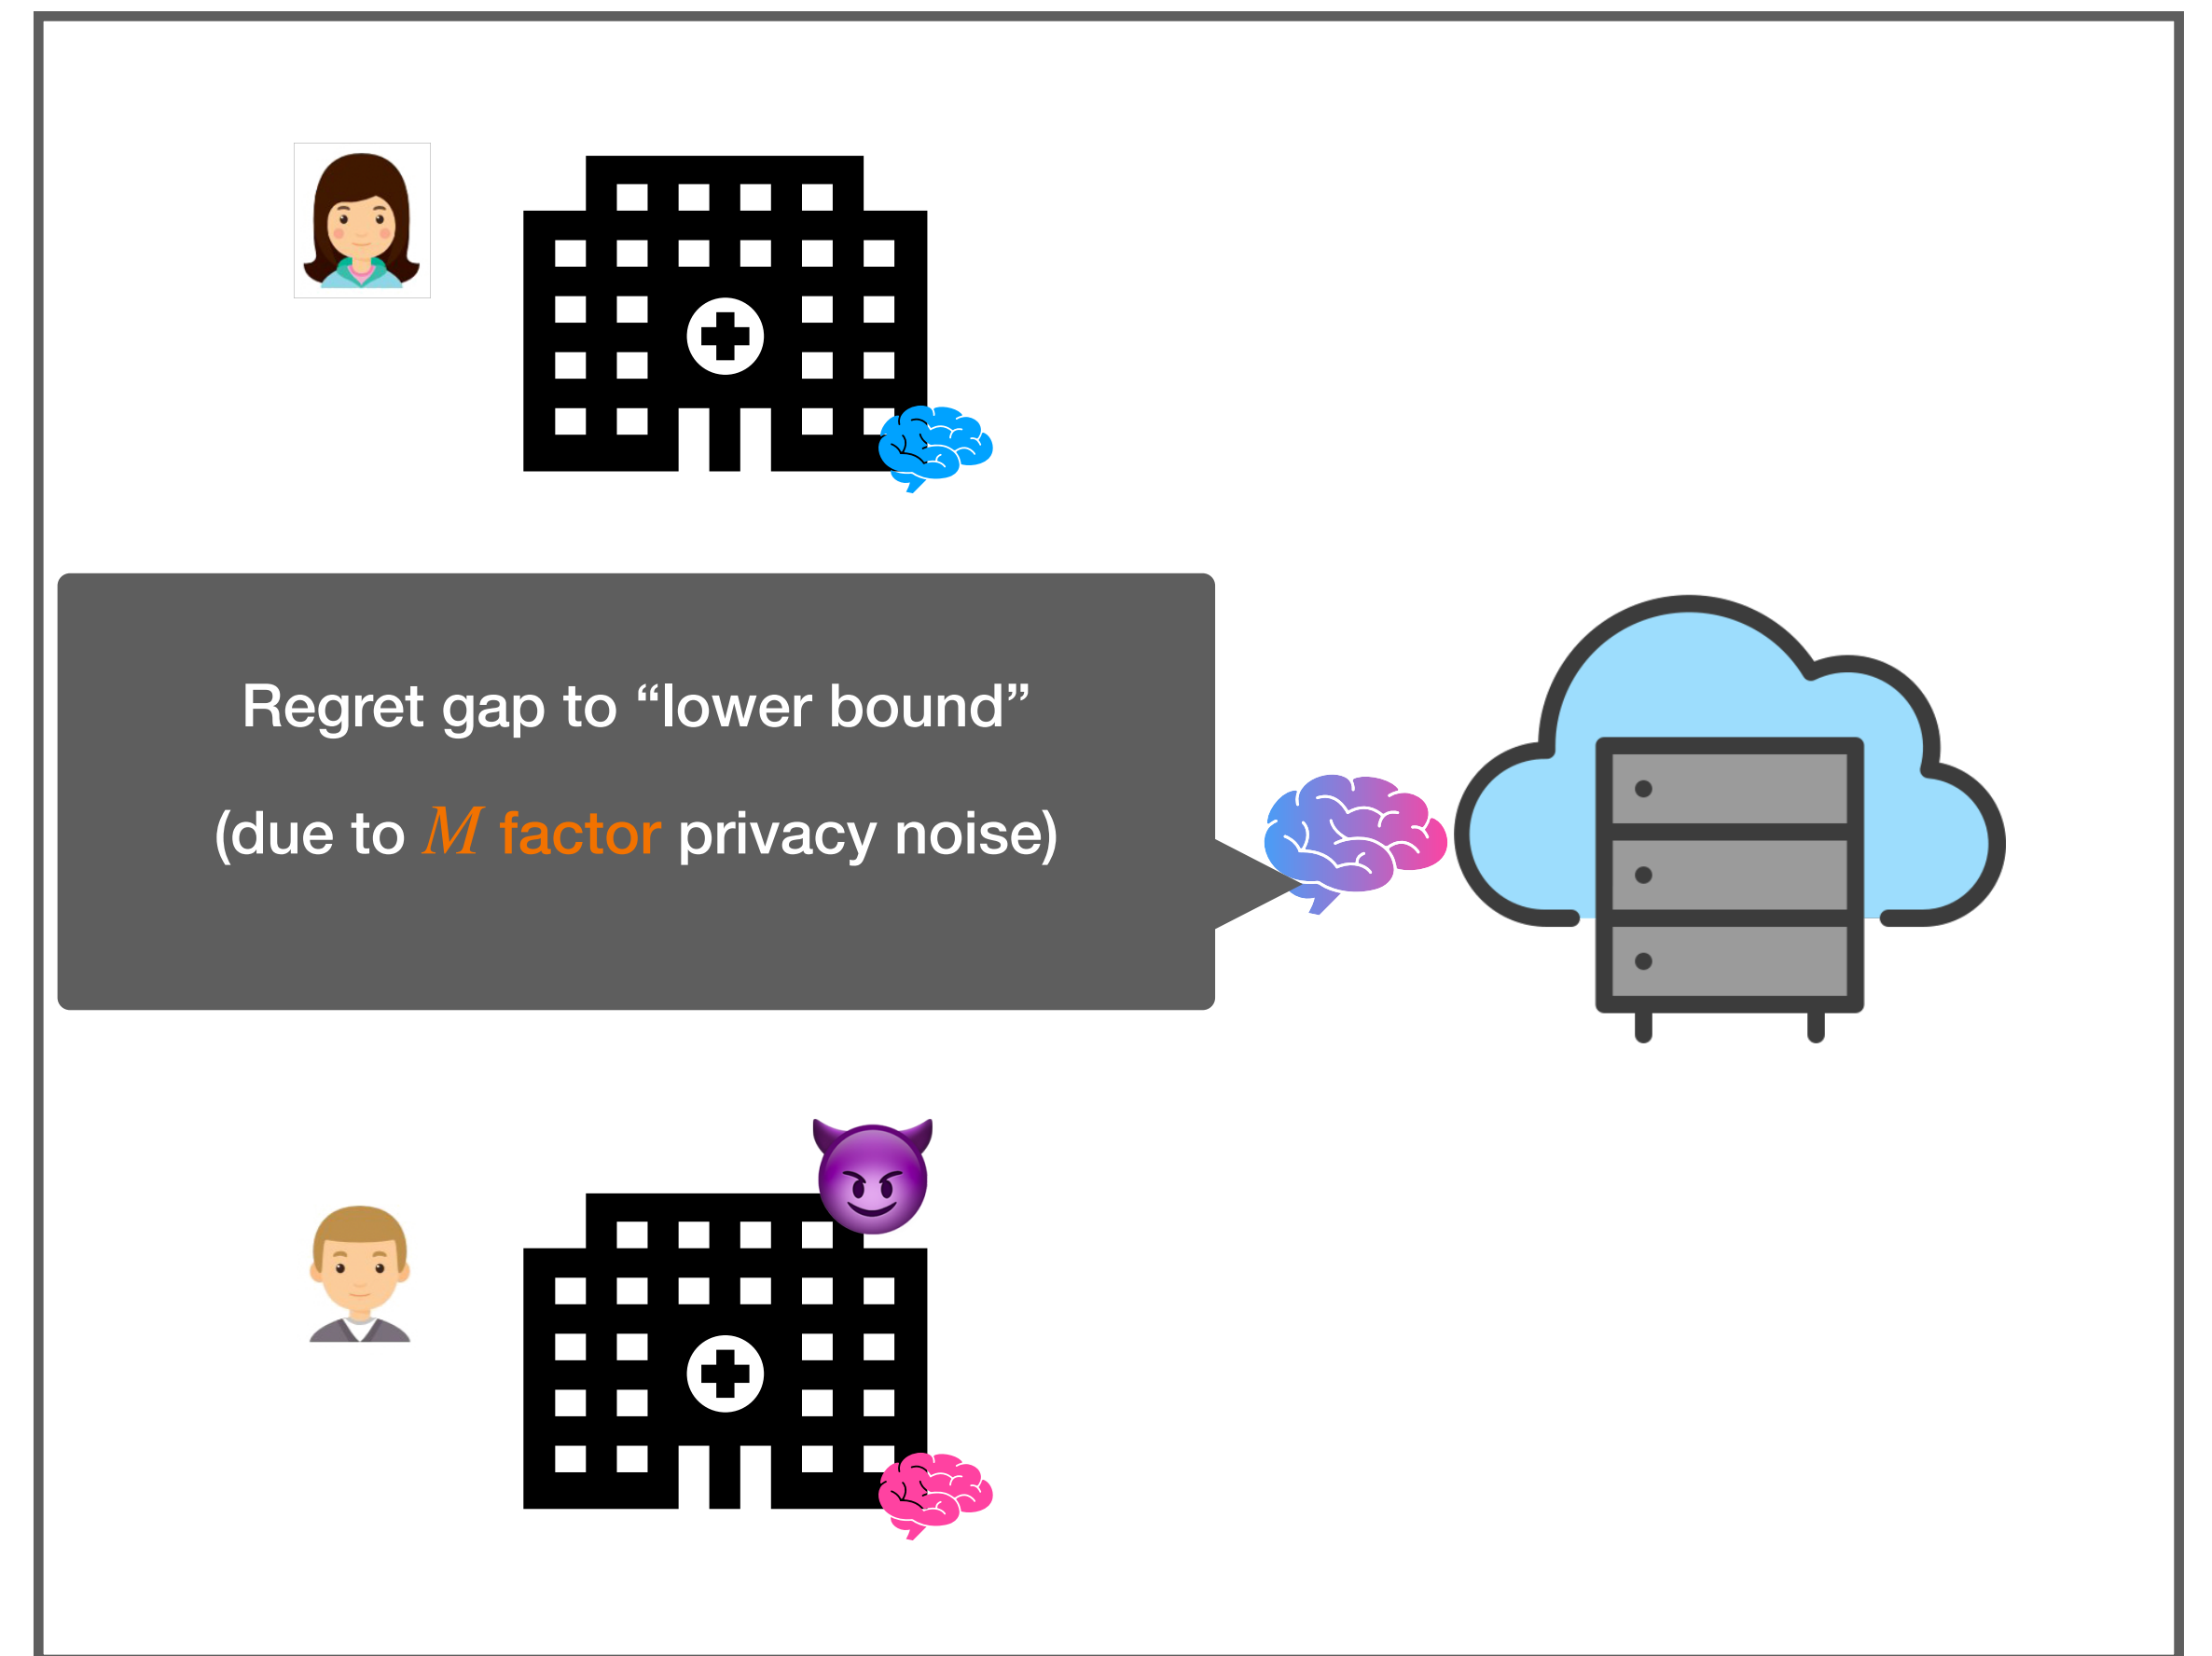 Regret gap to “lower bound”
(due to M factor privacy noise)